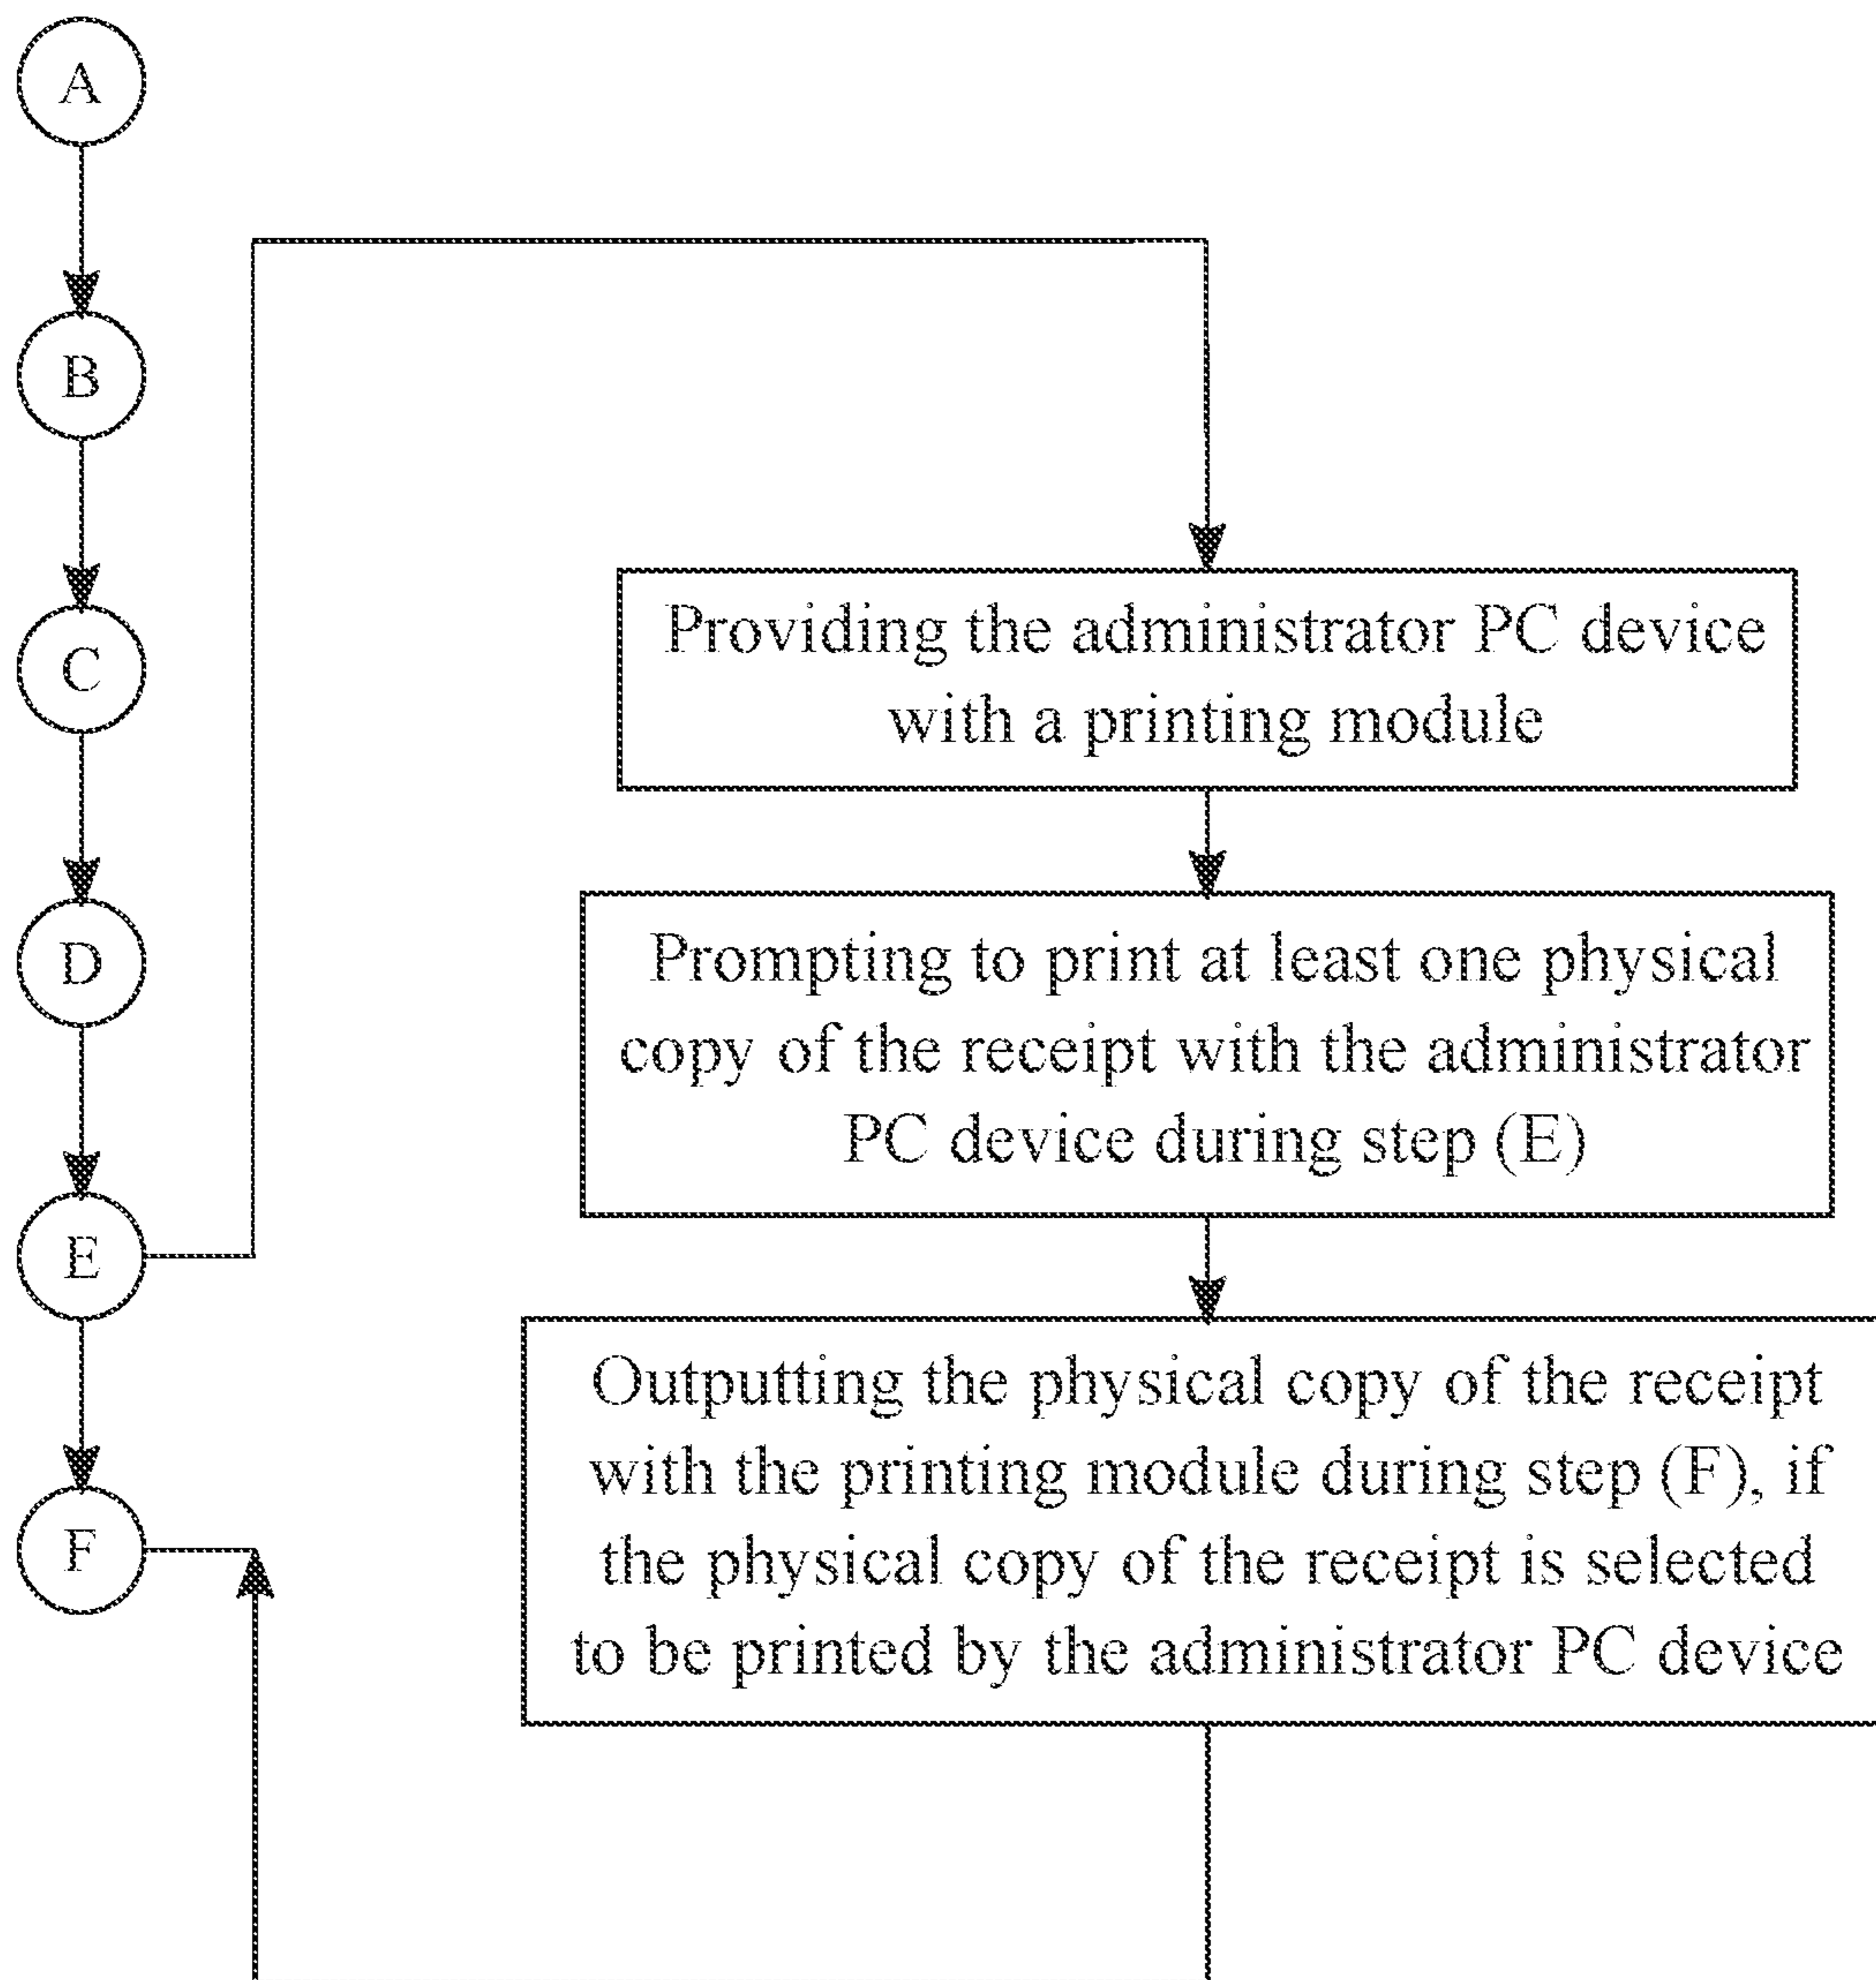 A
B
C
D
E
F
Providing the administrator PC device
with a printing module
Prompting to print at least one physical
copy of the receipt with the administrator
PC device during step (E)
Outputting the physical copy of the receipt
with the printing module during step (F), if
the physical copy of the receipt is selected
to be printed by the administrator PC device